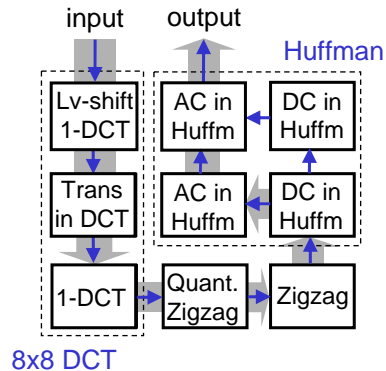 input
output
Huffman
Lv-shift
1-DCT
AC in
Huffm
DC in
Huffm
Trans
in DCT
AC in
Huffm
DC in
Huffm
1-DCT
Quant.
Zigzag
Zigzag
8x8 DCT